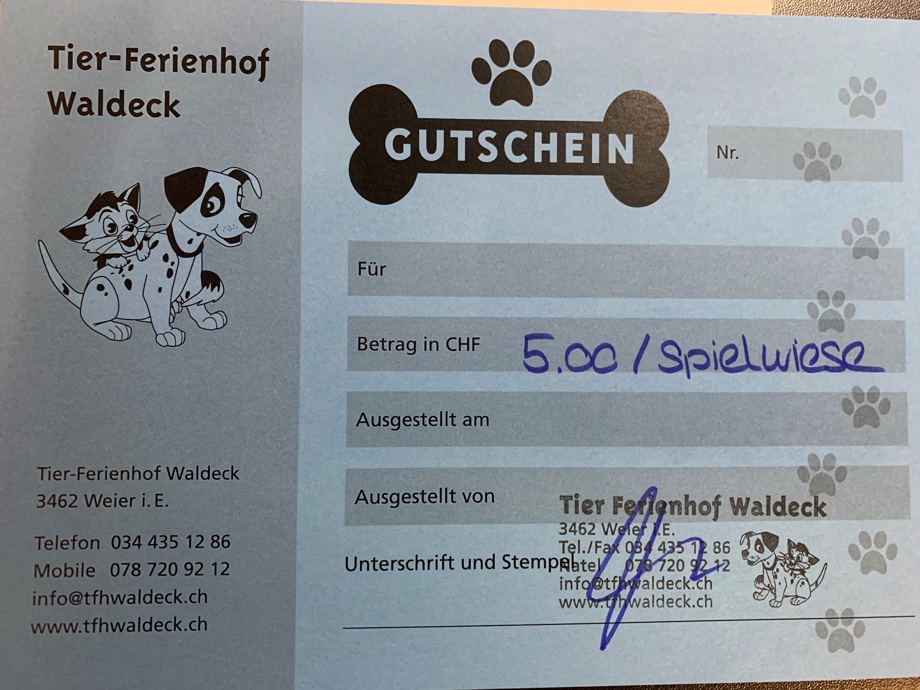 Tier-Ferienhof
Waldeck
Tier-Ferienhof Waldeck
3462 Weier i. E.
Telefon 034 435 12 86
Mobile 078 720 92 12
info@tfhwaldeck.ch
www.tfhwaldeck.ch
GUTSCHEIN
Nr.
Für
Betrag in CHF 5.00 / Spielwiese
Ausgestellt am
Ausgestellt von
Unterschrift und Stempel
Tier Ferienhof Waldeck
3462 Weier i.E.
Tel./Fax 034 435 12 86
Natel 078 720 92 12
info@tfhwaldeck.ch
www.tfhwaldeck.ch